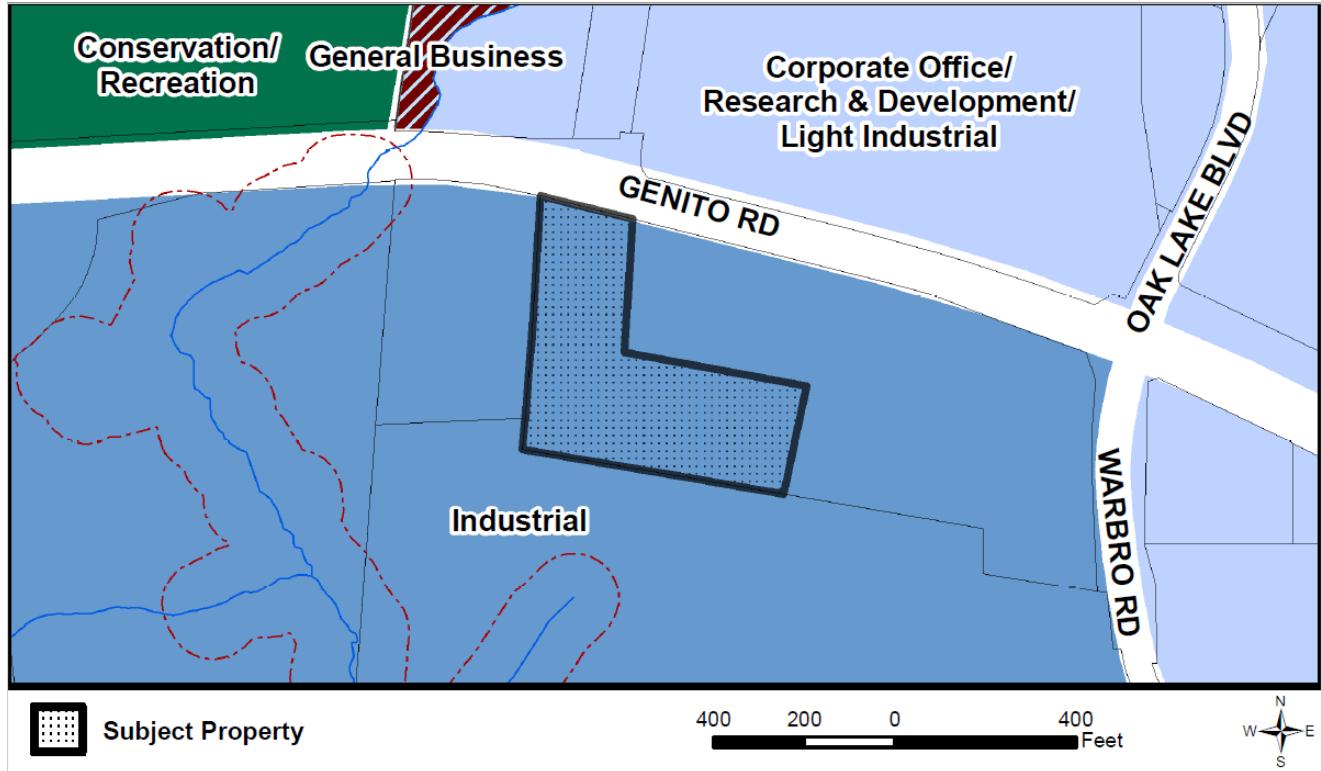 Conservation/
Recreation
General Business
Corporate Office/
Research & Development/
Light Industrial
GENITO RD
OAK LAKE BLVD
WARBRO RD
Industrial
Subject Property
400 200 0 400
Feet
N
W E
S